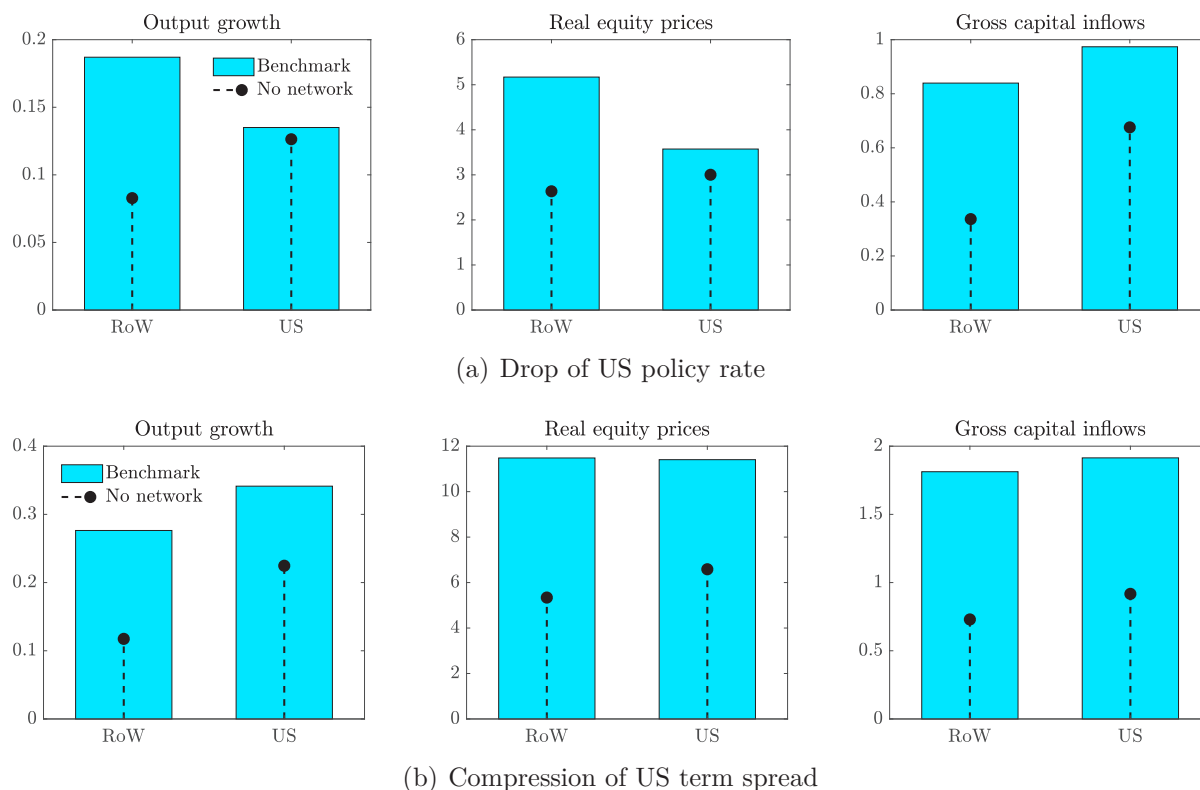 Output growth
0.2
0.15
0.1
0.05
0
Benchmark
No network
RoW
US
Real equity prices
6
5
4
3
2
1
0
RoW
US
Gross capital inflows
1
0.8
0.6
0.4
0.2
0
RoW
US
(a) Drop of US policy rate
Output growth
0.4
0.3
0.2
0.1
0
Benchmark
No network
RoW
US
Real equity prices
12
10
8
6
4
2
0
RoW
US
Gross capital inflows
2
1.5
1
0.5
0
RoW
US
(b) Compression of US term spread